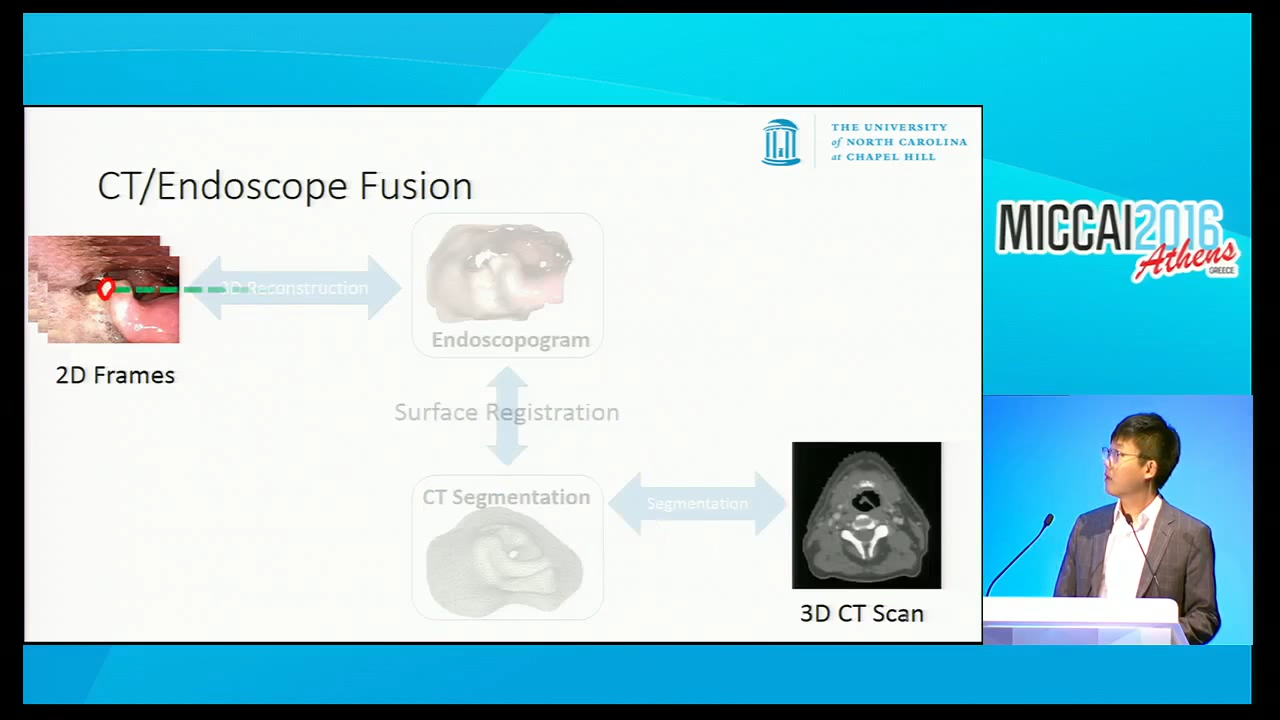 THE UNIVERSITY
of NORTH CAROLINA
at CHAPEL HILL
CT/Endoscope Fusion
MICCAI2016
Athens
GREECE
3D Reconstruction
Endoscopogram
2D Frames
Surface Registration
CT Segmentation
Segmentation
3D CT Scan